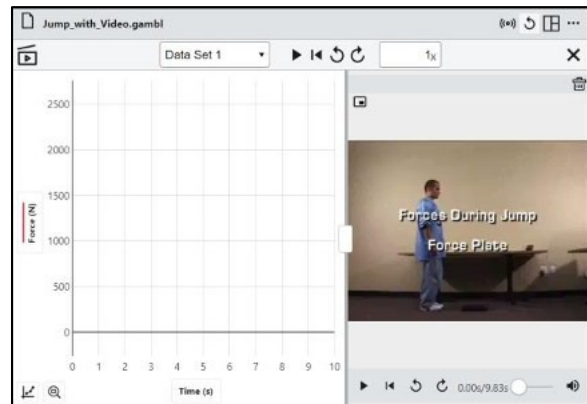 Jump_with_Video.gambl
Data Set 1
1x
2500
2000
1500
1000
500
0
Force (N)
0 1 2 3 4 5 6 7 8 9 10
Time (s)
Forces During Jump
Force Plate
0.00s/9.83s